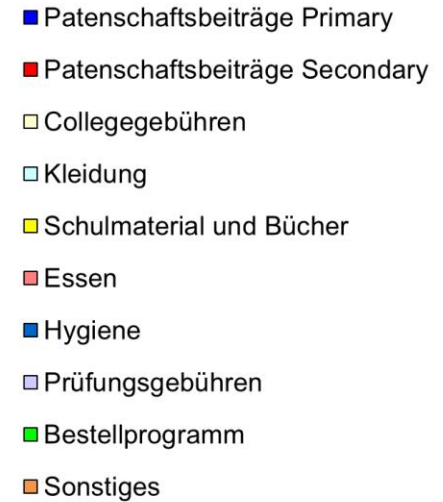 Patenschaftsbeiträge Primary
Patenschaftsbeiträge Secondary
Collegegebühren
Kleidung
Schulmaterial und Bücher
Essen
Hygiene
Prüfungsgebühren
Bestellprogramm
Sonstiges